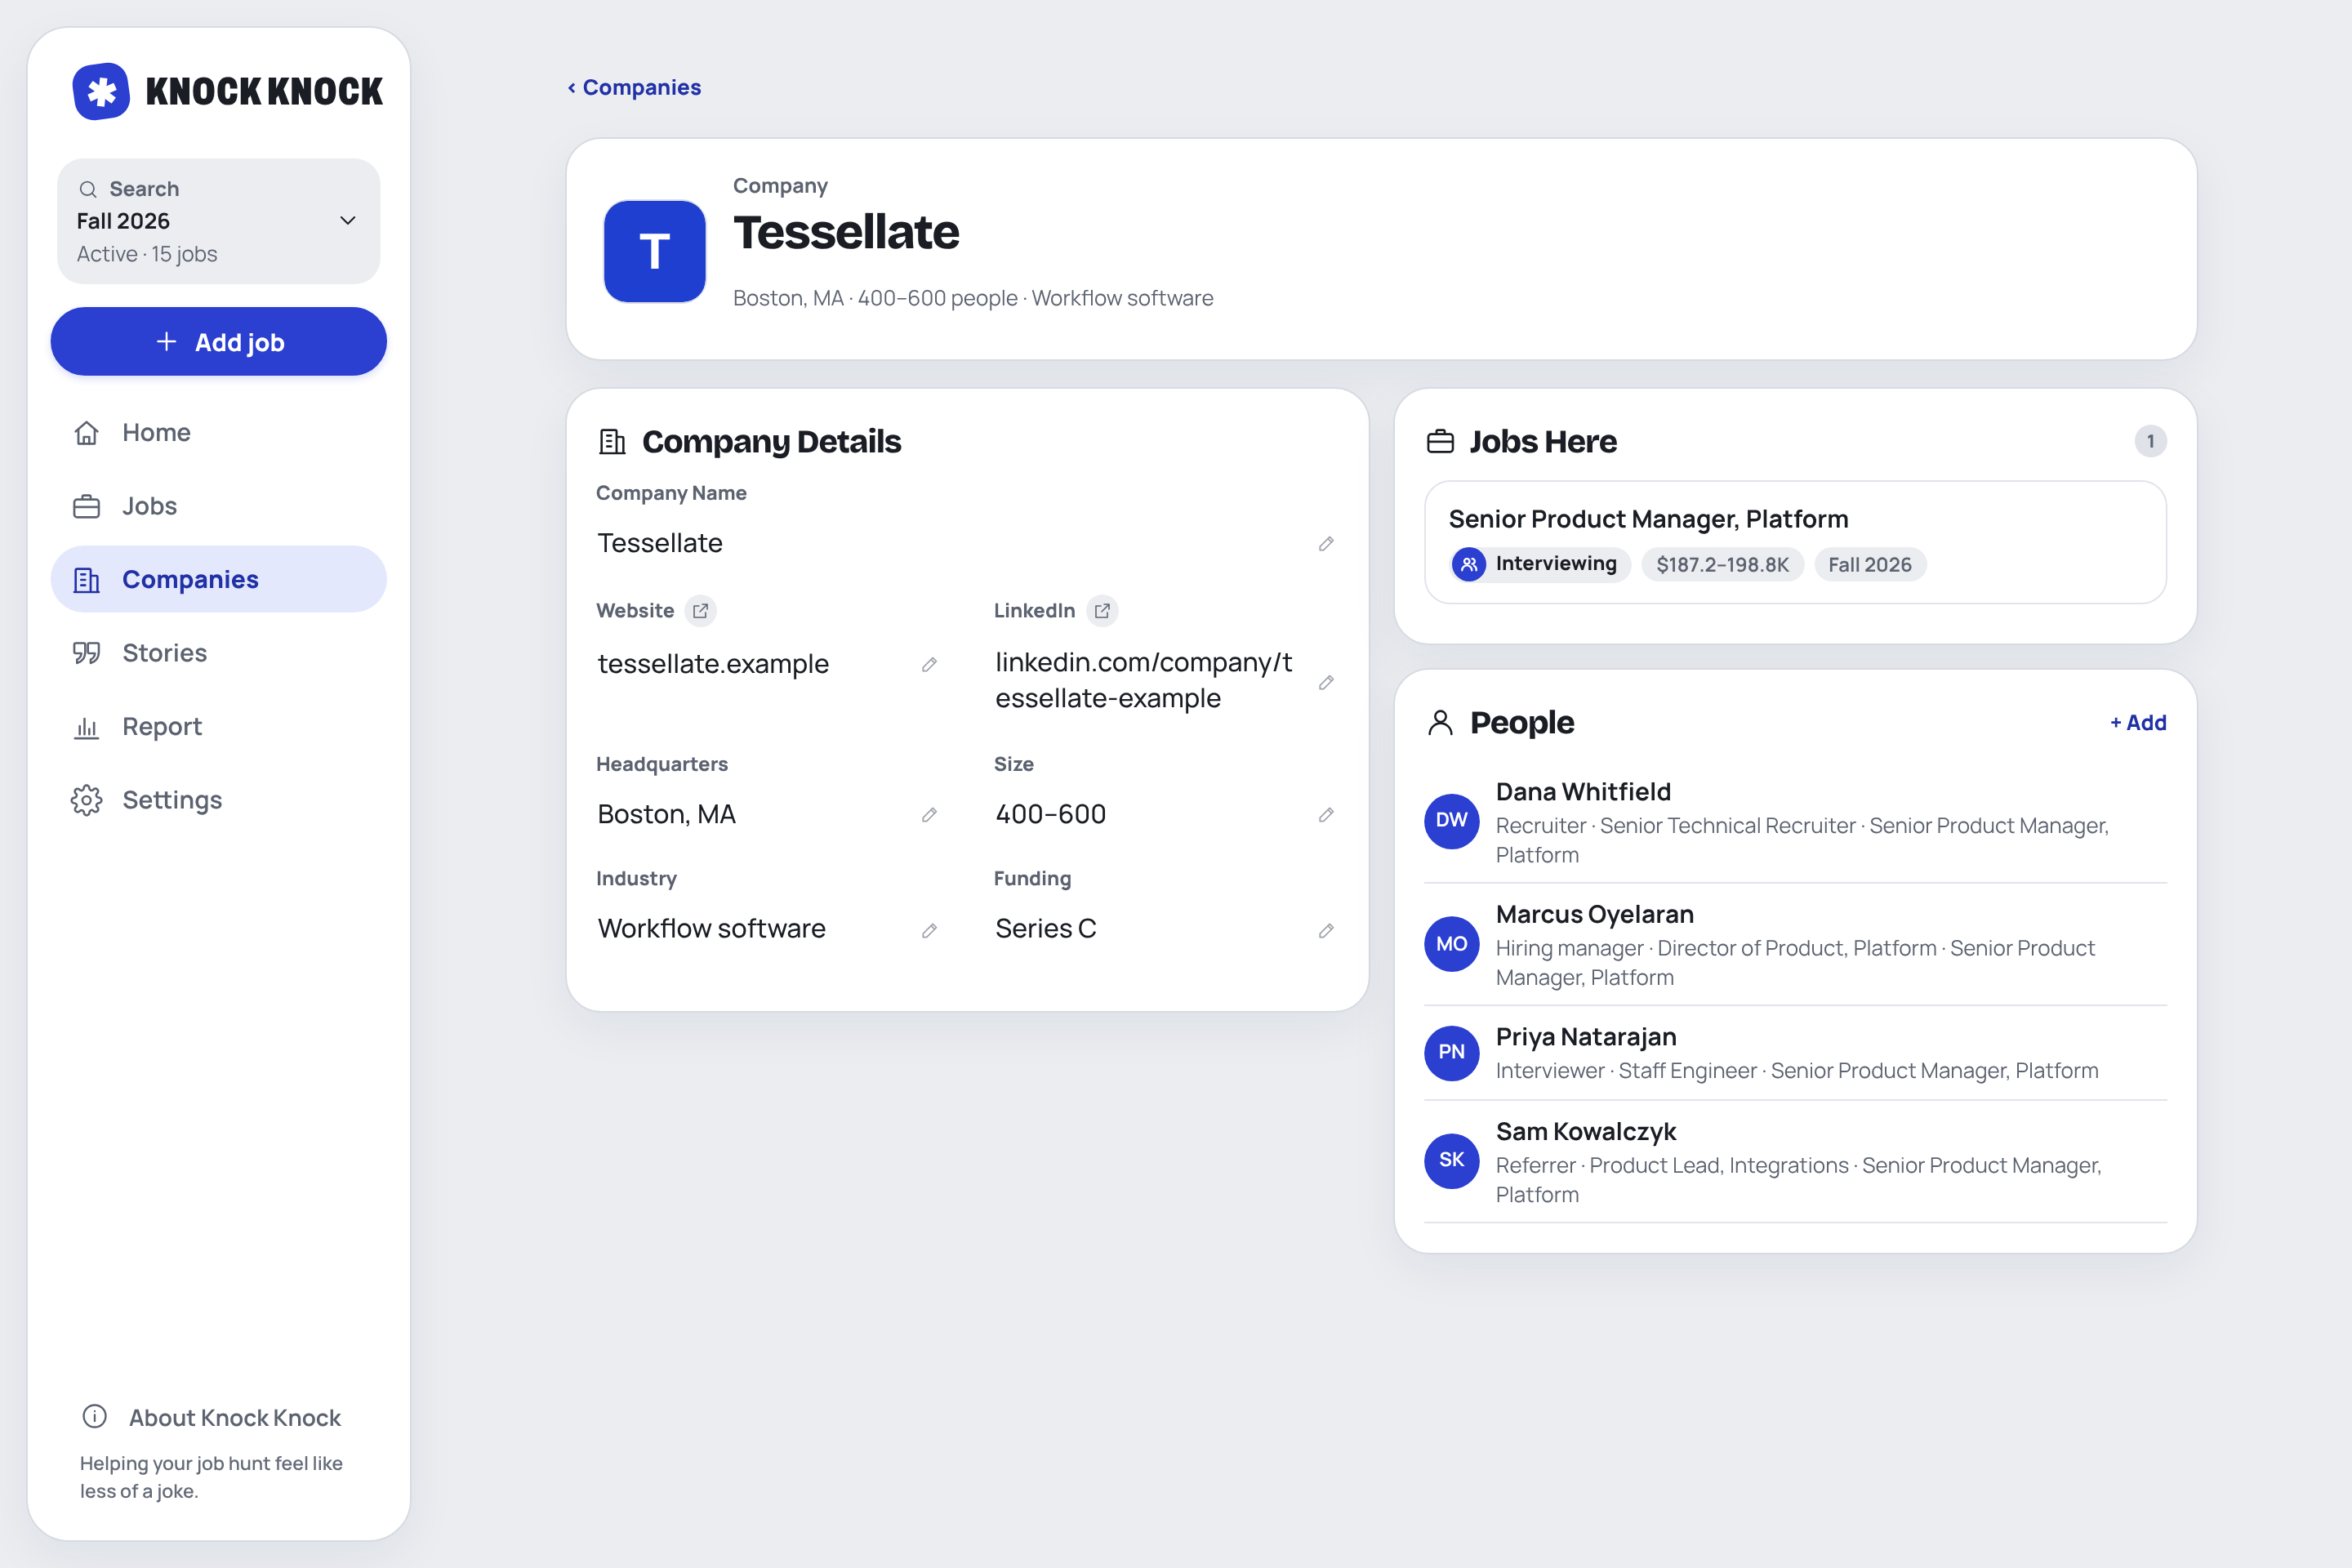 KNOCK KNOCK
Search
Fall 2026
Active · 15 jobs
+ Add job
Home
Jobs
Companies
Stories
Report
Settings
About Knock Knock
Helping your job hunt feel like
less of a joke.
‹ Companies
T
Company
Tessellate
Boston, MA · 400–600 people · Workflow software
Company Details
Company Name
Tessellate
Website
tessellate.example
LinkedIn
linkedin.com/company/t
essellate-example
Headquarters
Boston, MA
Size
400–600
Industry
Workflow software
Funding
Series C
Jobs Here
1
Senior Product Manager, Platform
Interviewing
$187.2–198.8K
Fall 2026
People
+ Add
DW
Dana Whitfield
Recruiter · Senior Technical Recruiter · Senior Product Manager,
Platform
MO
Marcus Oyelaran
Hiring manager · Director of Product, Platform · Senior Product
Manager, Platform
PN
Priya Natarajan
Interviewer · Staff Engineer · Senior Product Manager, Platform
SK
Sam Kowalczyk
Referrer · Product Lead, Integrations · Senior Product Manager,
Platform